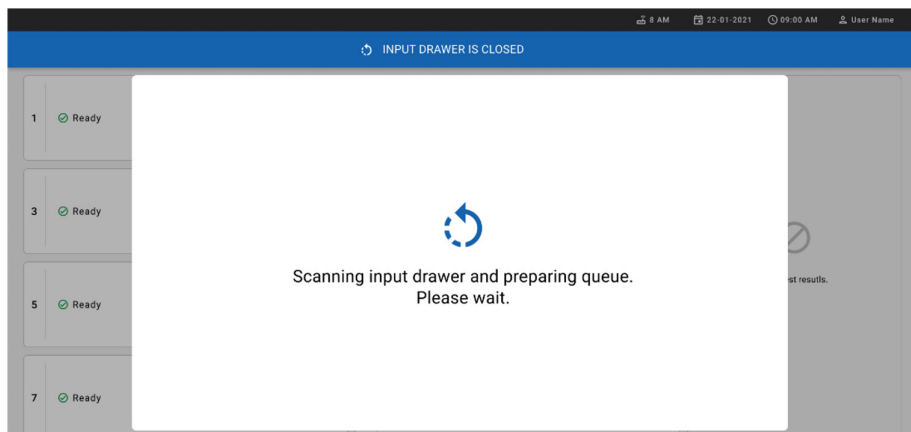 8 AM 22-01-2021 09:00 AM User Name
INPUT DRAWER IS CLOSED
1 Ready
3 Ready
Scanning input drawer and preparing queue.
Please wait.
st resutls.
5 Ready
7 Ready